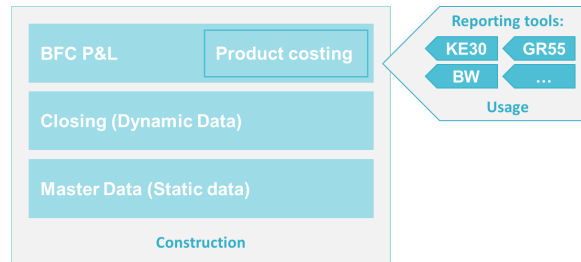 BFC P&L
Product costing
Closing (Dynamic Data)
Master Data (Static data)
Construction
Reporting tools:
KE30
GR55
BW
...
Usage